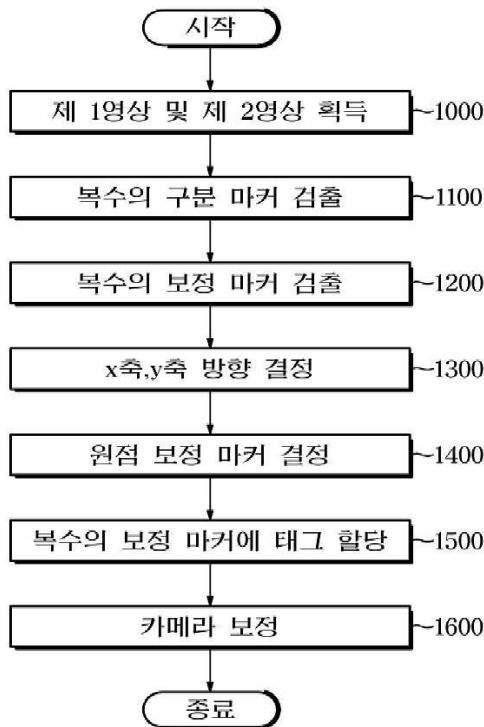 시작
제 1영상 및 제 2영상 획득 ~1000
복수의 구분 마커 검출 ~1100
복수의 보정 마커 검출 ~1200
x축,y축 방향 결정 ~1300
원점 보정 마커 결정 ~1400
복수의 보정 마커에 태그 할당 ~1500
카메라 보정 ~1600
종료